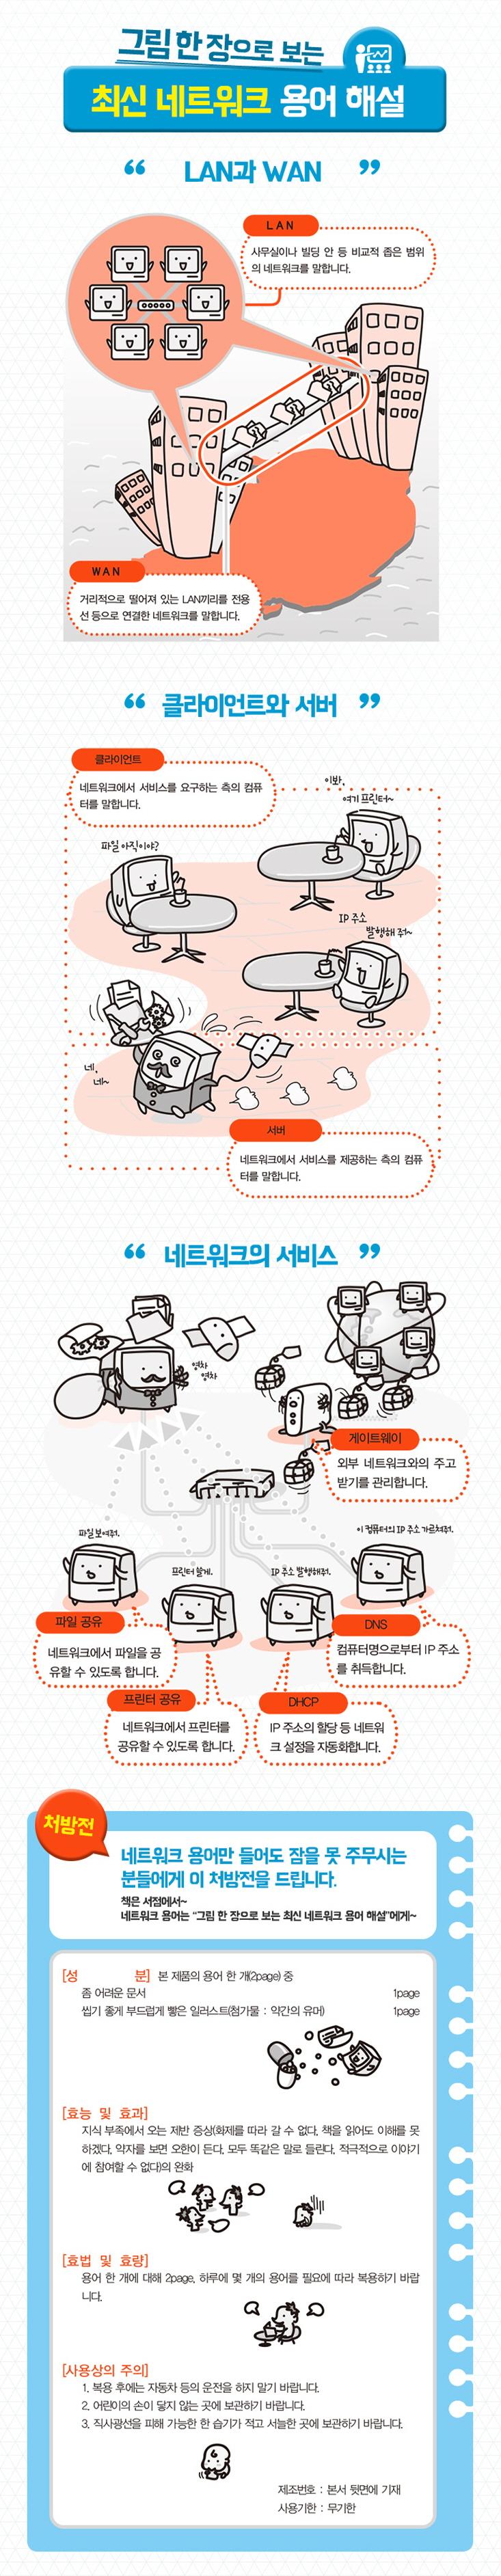 그림 한 장으로 보는
최신 네트워크 용어 해설
“ LAN과 WAN ”
LAN
사무실이나 빌딩 안 등 비교적 좁은 범위
의 네트워크를 말합니다.
WAN
거리적으로 떨어져 있는 LAN끼리를 전용
선 등으로 연결한 네트워크를 말합니다.
“ 클라이언트와 서버 ”
클라이언트
네트워크에서 서비스를 요구하는 측의 컴퓨
터를 말합니다.
이봐,
여기 프린터~
파일 아직이야?
IP 주소
발행해 줘~
네,
네~
서버
네트워크에서 서비스를 제공하는 측의 컴퓨
터를 말합니다.
“ 네트워크의 서비스 ”
영차
영차
게이트웨이
외부 네트워크와의 주고
받기를 관리합니다.
파일 보여줘.
이 컴퓨터의 IP 주소 가르쳐줘.
프린터 할게.
IP 주소 발행해줘.
파일 공유
네트워크에서 파일을 공
유할 수 있도록 합니다.
DNS
컴퓨터명으로부터 IP 주소
를 취득합니다.
프린터 공유
네트워크에서 프린터를
공유할 수 있도록 합니다.
DHCP
IP 주소의 할당 등 네트워
크 설정을 자동화합니다.
처방전
네트워크 용어만 들어도 잠을 못 주무시는
분들에게 이 처방전을 드립니다.
책은 서점에서~
네트워크 용어는 “그림 한 장으로 보는 최신 네트워크 용어 해설”에게~
[성 분] 본 제품의 용어 한 개(2page) 중
좀 어려운 문서 1page
씹기 좋게 부드럽게 빻은 일러스트(첨가물 : 약간의 유머) 1page
[효능 및 효과]
지식 부족에서 오는 제반 증상(화제를 따라 갈 수 없다, 책을 읽어도 이해를 못
하겠다, 약자를 보면 오한이 든다, 모두 똑같은 말로 들린다, 적극적으로 이야기
에 참여할 수 없다)의 완화
[효법 및 효량]
용어 한 개에 대해 2page, 하루에 몇 개의 용어를 필요에 따라 복용하기 바랍
니다.
[사용상의 주의]
1. 복용 후에는 자동차 등의 운전을 하지 말기 바랍니다.
2. 어린이의 손이 닿지 않는 곳에 보관하기 바랍니다.
3. 직사광선을 피해 가능한 한 습기가 적고 서늘한 곳에 보관하기 바랍니다.
제조번호 : 본서 뒷면에 기재
사용기한 : 무기한